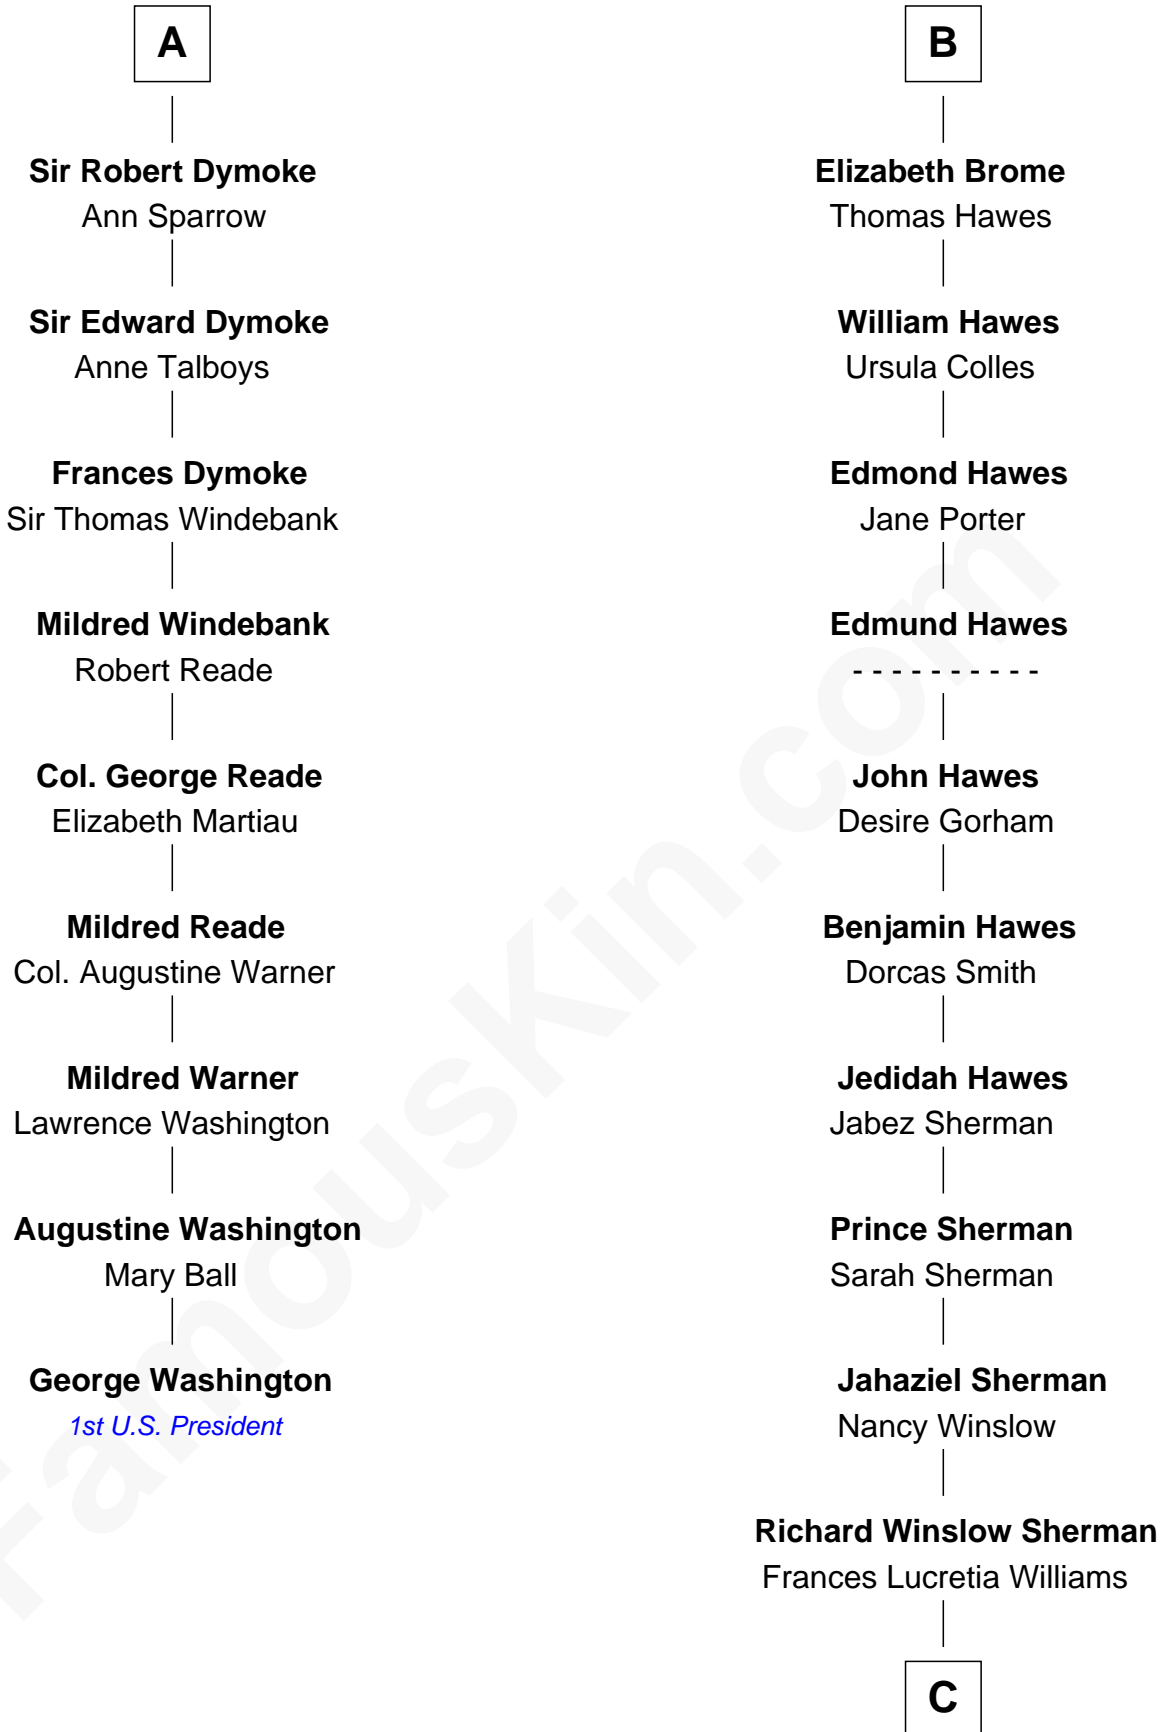 A
Sir Robert Dymoke
Ann Sparrow
Sir Edward Dymoke
Anne Talboys
Frances Dymoke
Sir Thomas Windebank
Mildred Windebank
Robert Reade
Col. George Reade
Elizabeth Martiau
Mildred Reade
Col. Augustine Warner
Mildred Warner
Lawrence Washington
Augustine Washington
Mary Ball
George Washington
1st U.S. President
B
Elizabeth Brome
Thomas Hawes
William Hawes
Ursula Colles
Edmond Hawes
Jane Porter
Edmund Hawes
- - - - - - - - - -
John Hawes
Desire Gorham
Benjamin Hawes
Dorcas Smith
Jedidah Hawes
Jabez Sherman
Prince Sherman
Sarah Sherman
Jahaziel Sherman
Nancy Winslow
Richard Winslow Sherman
Frances Lucretia Williams
C
FamousKin.com